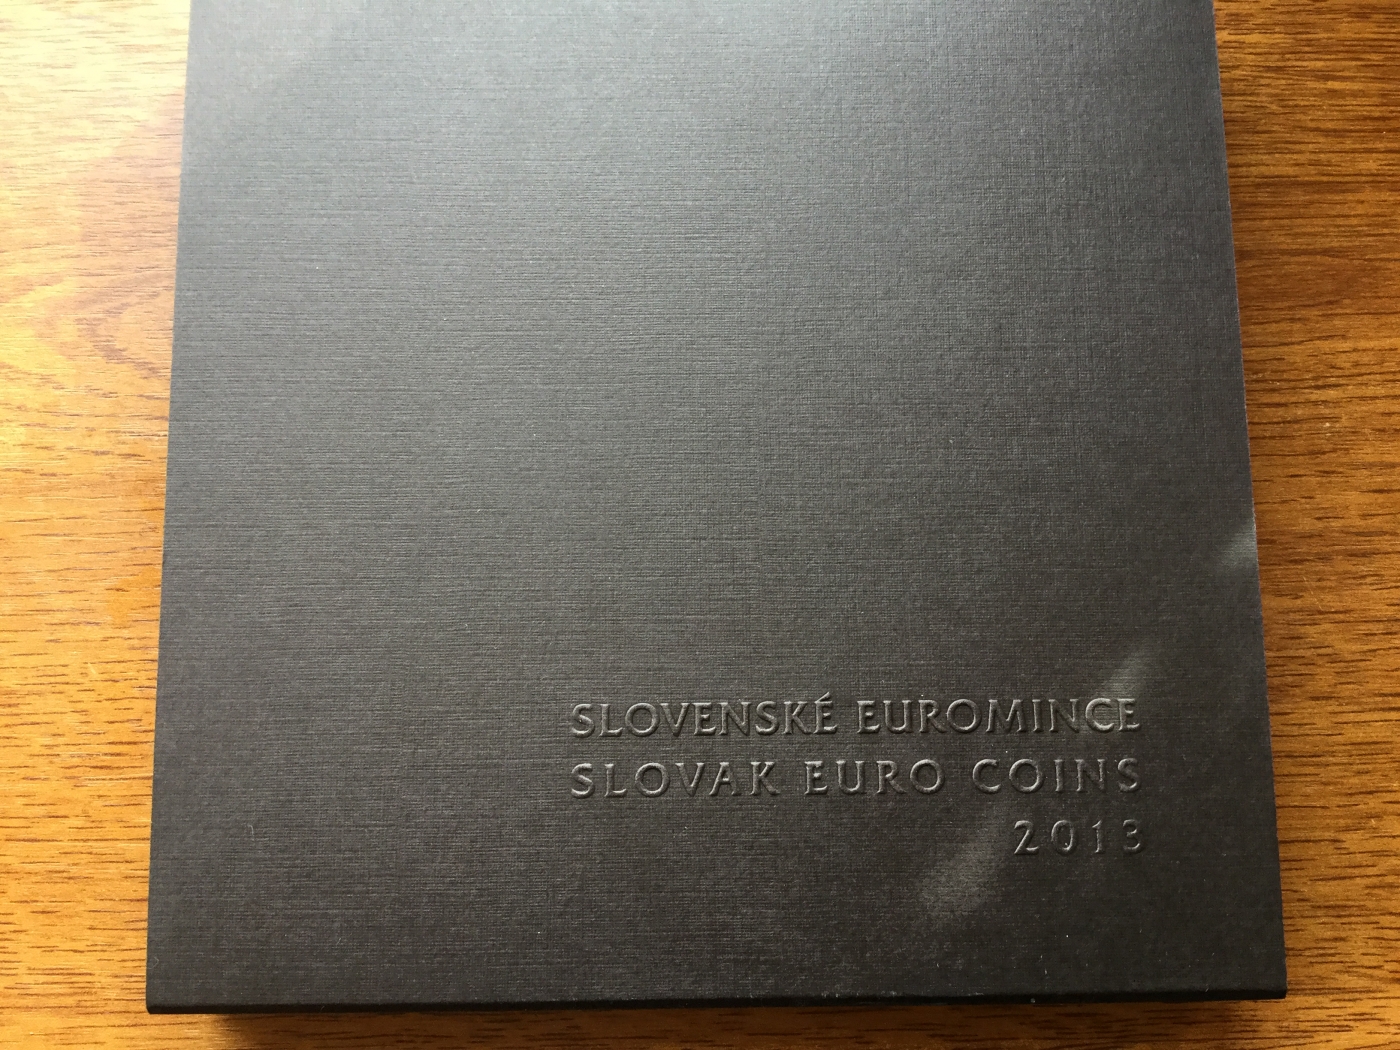 SLOVENSKÉ EUROMINCE
SLOVAK EURO COINS
2013